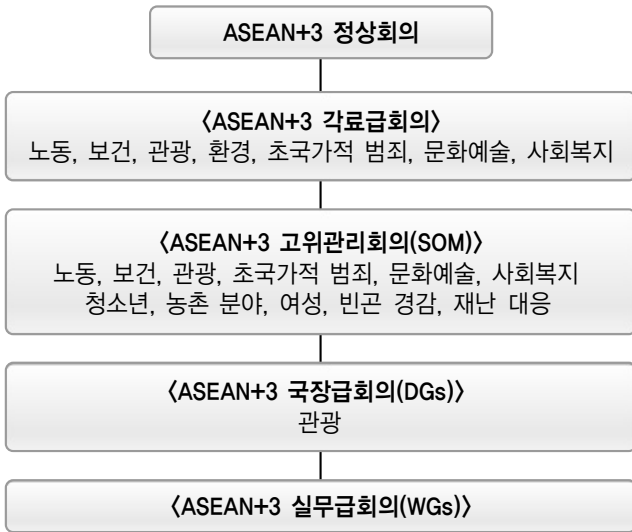 ASEAN+3 정상회의
〈ASEAN+3 각료급회의〉
노동, 보건, 관광, 환경, 초국가적 범죄, 문화예술, 사회복지
〈ASEAN+3 고위관리회의(SOM)〉
노동, 보건, 관광, 초국가적 범죄, 문화예술, 사회복지
청소년, 농촌 분야, 여성, 빈곤 경감, 재난 대응
〈ASEAN+3 국장급회의(DGs)〉
관광
〈ASEAN+3 실무급회의(WGs)〉